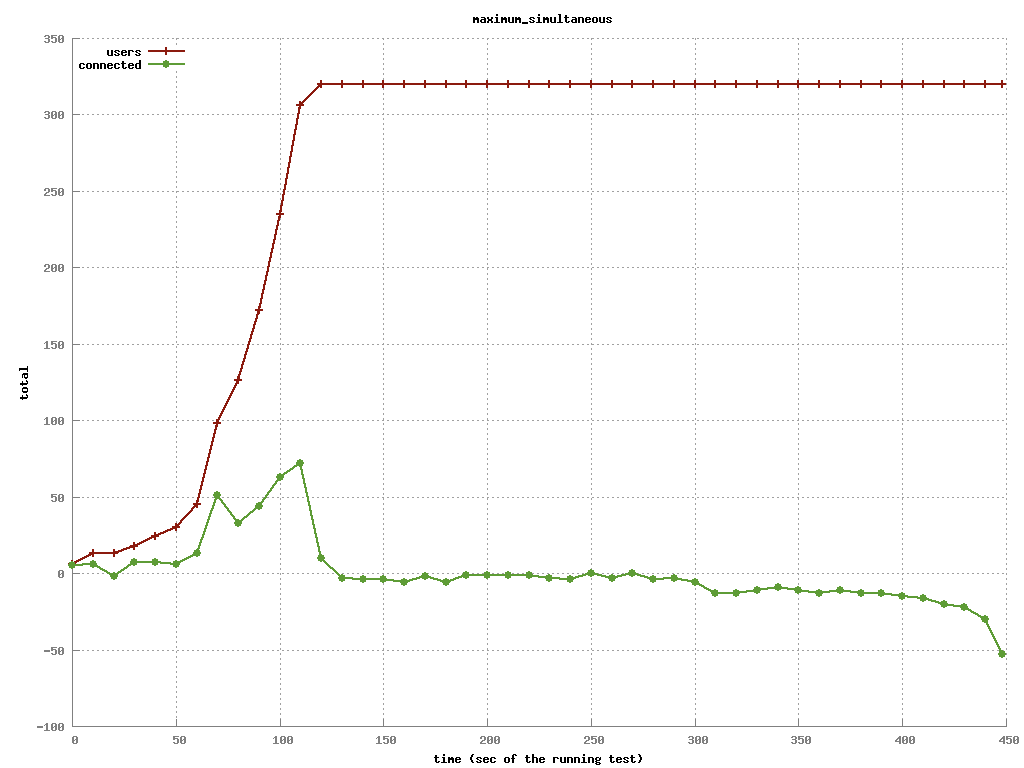 maximum_simultaneous
350
users
connected
300
250
200
150
total
100
50
0
-50
-100
0 50 100 150 200 250 300 350 400 450
time (sec of the running test)